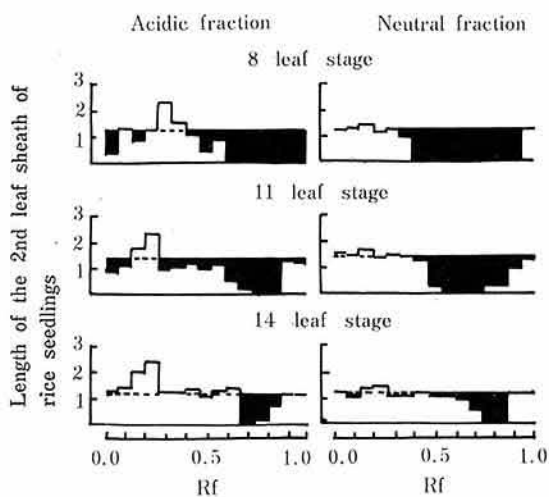 Acidic fraction Neutral fraction
8 leaf stage
3
2
1
11 leaf stage
3
2
1
14 leaf stage
3
2
1
0.0 0.5 1.0 0.0 0.5 1.0
Rf Rf
Length of the 2nd leaf sheath of
rice seedlings